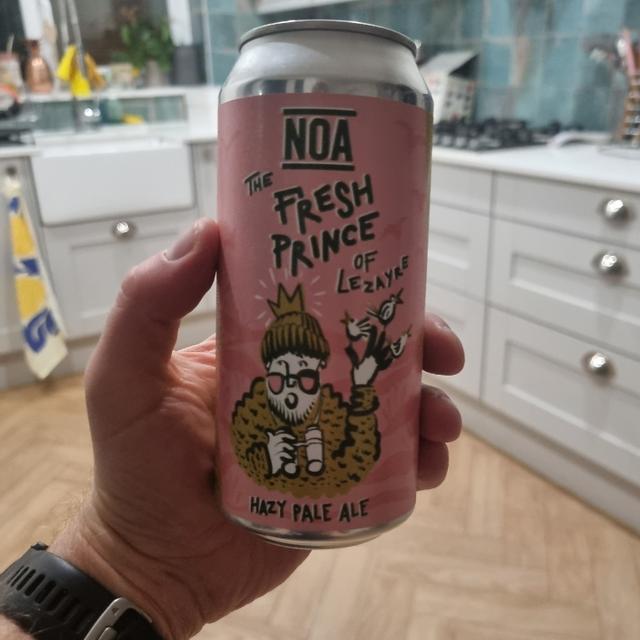 NOA
THE
FRESH
PRINCE
OF
LEZAYRE
HAZY PALE ALE